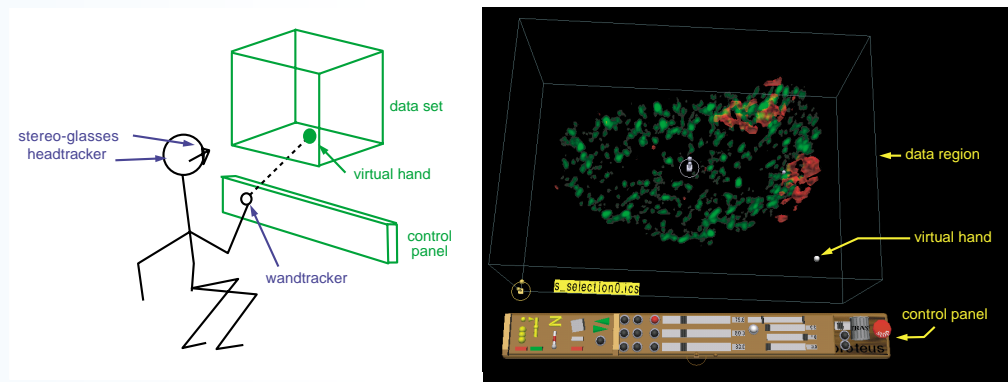 stereo-glasses
headtracker
data set
virtual hand
control
panel
wandtracker
data region
virtual hand
s_selection0.ics
control panel